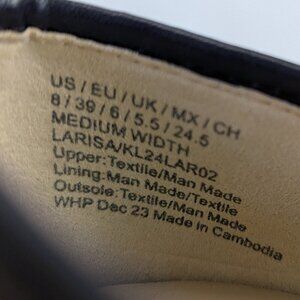 US/EU/UK/MX/CH
8/39/6/5.5/24.5
MEDIUM WIDTH
LARISA/KL24LAR02
Upper:Textile/Man Made
Lining:Man Made/Textile
Outsole:Textile/Man Made
WHP Dec 23 Made in Cambodia